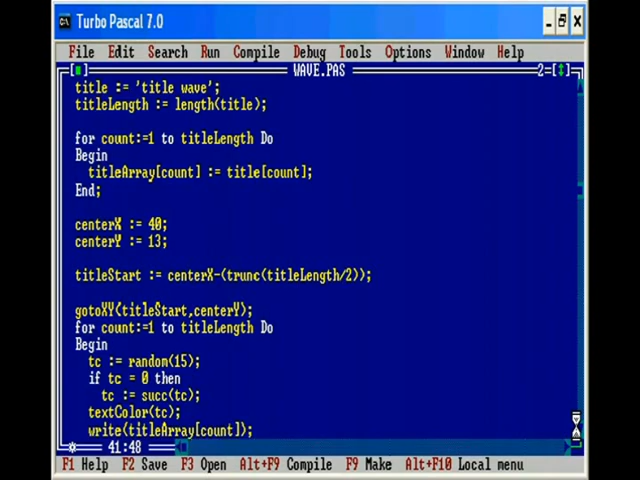 Turbo Pascal 7.0
File Edit Search Run Compile Debug Tools Options Window Help
WAVE.PAS 2=[↕]
title := 'title wave';
titleLength := length(title);
for count:=1 to titleLength Do
Begin
titleArray[count] := title[count];
End;
centerX := 40;
centerY := 13;
titleStart := centerX-(trunc(titleLength/2));
gotoXY(titleStart,centerY);
for count:=1 to titleLength Do
Begin
tc := random(15);
if tc = 0 then
tc := succ(tc);
textColor(tc);
write(titleArray[count]);
41:48
F1 Help F2 Save F3 Open Alt+F9 Compile F9 Make Alt+F10 Local menu